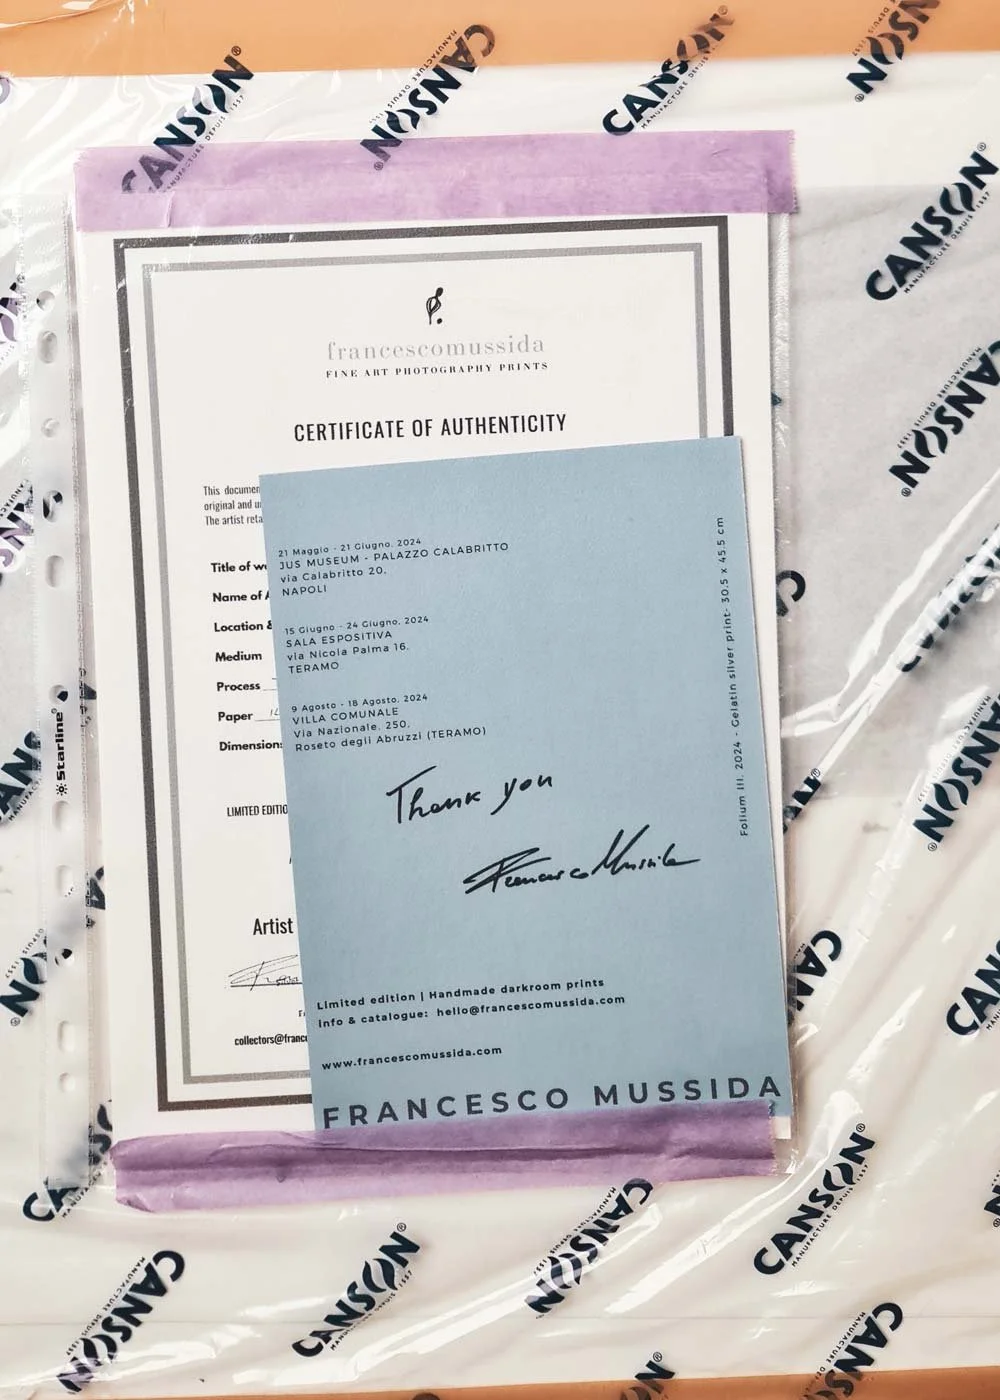 CANSON®
MANUFACTURE DEPUIS 1557
francescomussida
FINE ART PHOTOGRAPHY PRINTS
CERTIFICATE OF AUTHENTICITY
This documen
original and u
The artist reta
Title of w
Name of A
Location &
Medium
Process
Paper
Dimension
LIMITED EDITIO
Artist
collectors@franc
21 Maggio - 21 Giugno. 2024
JUS MUSEUM - PALAZZO CALABRITTO
via Calabritto 20,
NAPOLI
15 Giugno - 24 Giugno. 2024
SALA ESPOSITIVA
via Nicola Palma 16,
TERAMO
9 Agosto - 18 Agosto. 2024
VILLA COMUNALE
Via Nazionale. 250,
Roseto degli Abruzzi (TERAMO)
Folium III. 2024 - Gelatin silver print- 30.5 x 45.5 cm
Thank you
Francesco Mussida
Limited edition | Handmade darkroom prints
info & catalogue: hello@francescomussida.com
www.francescomussida.com
FRANCESCO MUSSIDA
Starline®